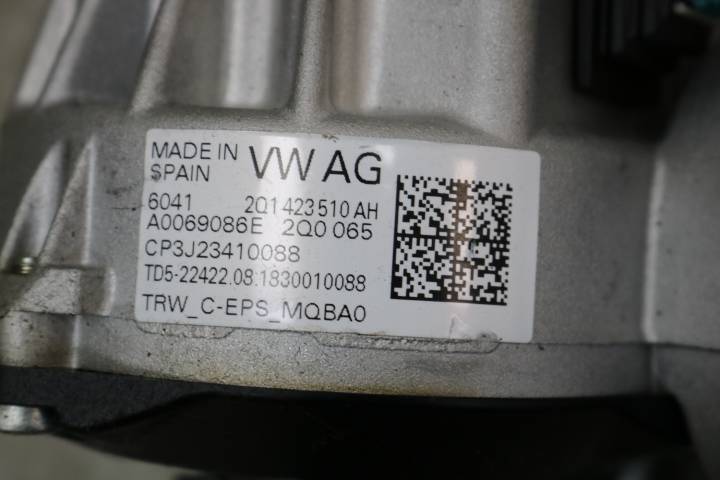 MADE IN SPAIN VW AG
6041 2Q1 423 510 AH
A0069086E 2Q0 065
CP3J23410088
TD5-22422.08:1830010088
TRW_C-EPS_MQBA0